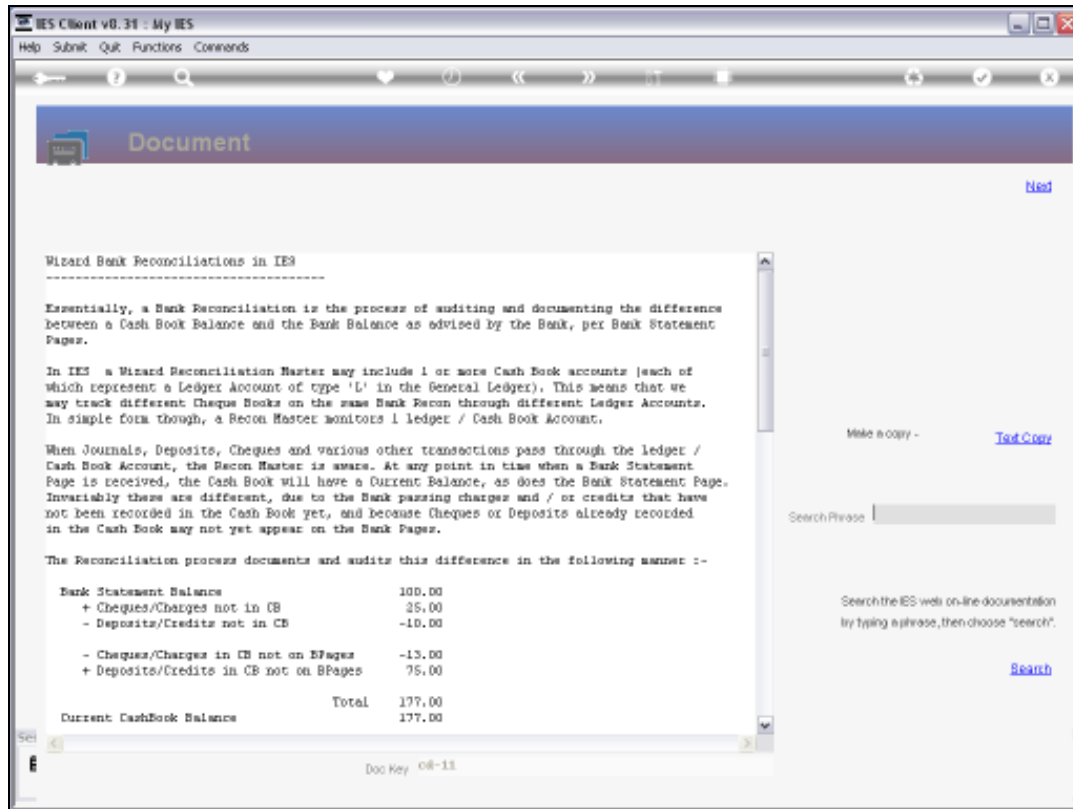 IES Client v8.31 : My IES
Help Submit Quit Functions Commands
Document
Next
Wizard Bank Reconciliations in IES
--------------------------------------
Essentially, a Bank Reconciliation is the process of auditing and documenting the difference
between a Cash Book Balance and the Bank Balance as advised by the Bank, per Bank Statement
Pages.
In IES a Wizard Reconciliation Master may include 1 or more Cash Book accounts (each of
which represent a Ledger Account of type 'L' in the General Ledger). This means that we
may track different Cheque Books on the same Bank Recon through different Ledger Accounts.
In simple form though, a Recon Master monitors 1 ledger / Cash Book Account.
When Journals, Deposits, Cheques and various other transactions pass through the ledger /
Cash Book Account, the Recon Master is aware. At any point in time when a Bank Statement
Page is received, the Cash Book will have a Current Balance, as does the Bank Statement Page.
Invariably these are different, due to the Bank passing charges and / or credits that have
not been recorded in the Cash Book yet, and because Cheques or Deposits already recorded
in the Cash Book may not yet appear on the Bank Pages.
The Reconciliation process documents and audits this difference in the following manner :-
Bank Statement Balance 100.00
+ Cheques/Charges not in CB 25.00
- Deposits/Credits not in CB -10.00
- Cheques/Charges in CB not on BPages -13.00
+ Deposits/Credits in CB not on BPages 75.00
Total 177.00
Current CashBook Balance 177.00
Make a copy - Text Copy
Search Phrase
Search the IES web on-line documentation
by typing a phrase, then choose "search".
Search
Doc Key